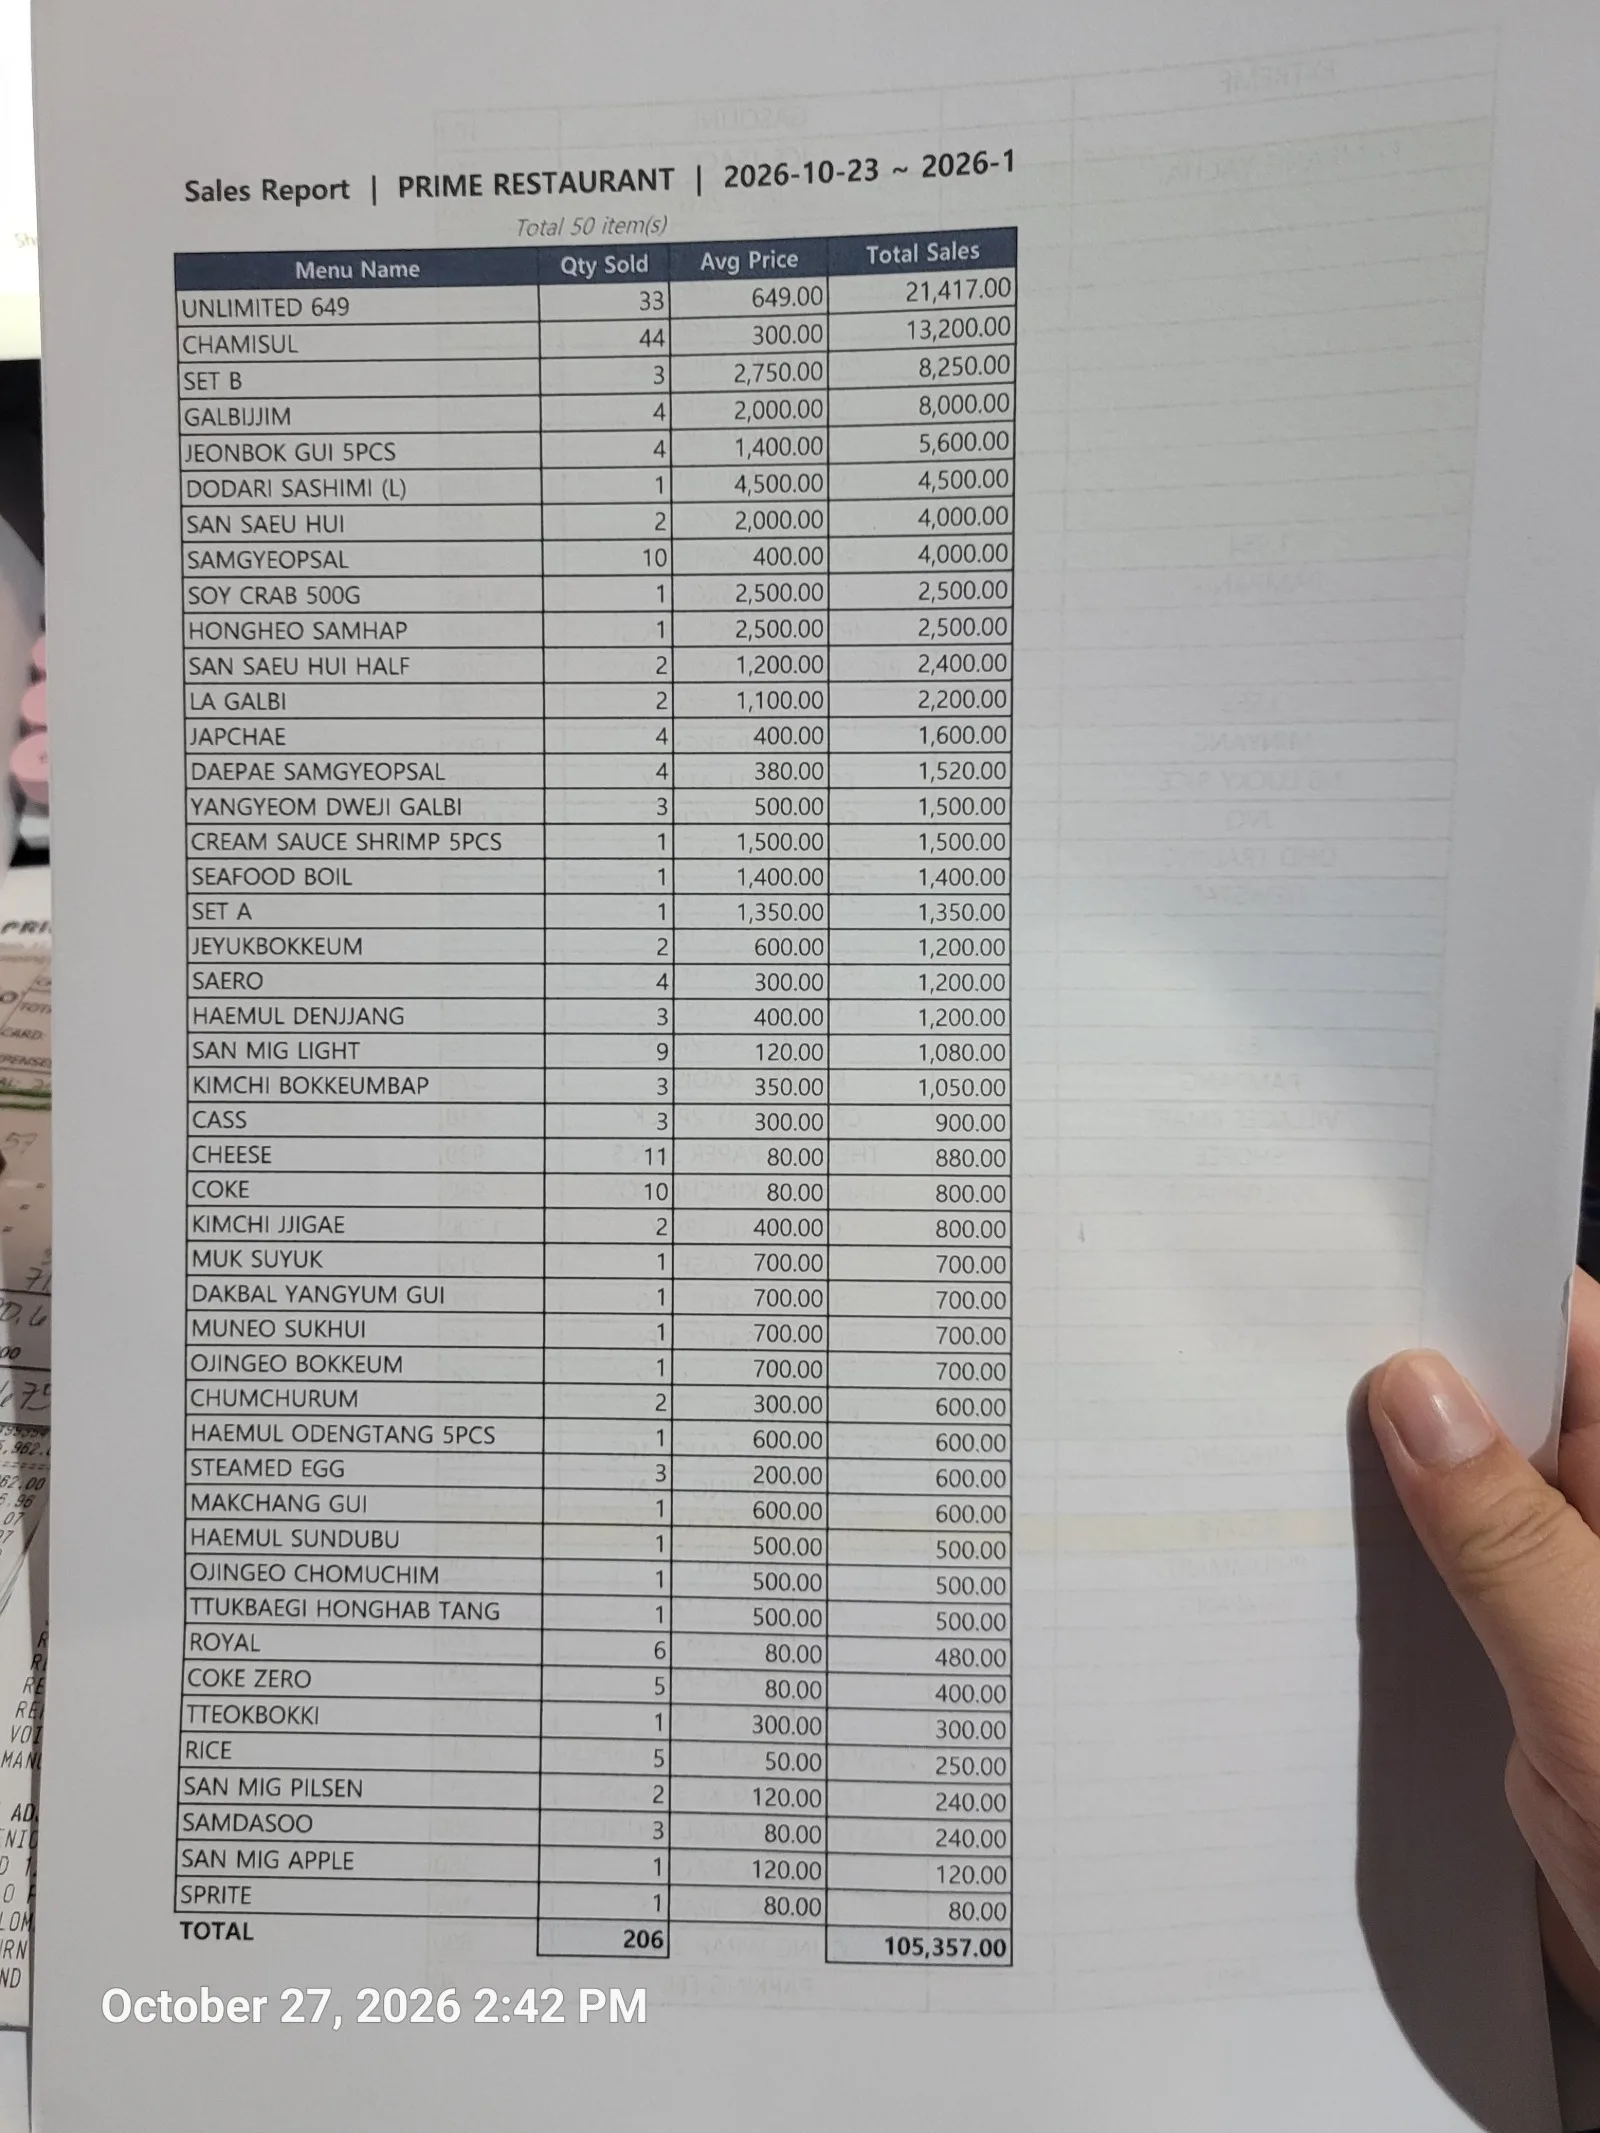 Sales Report | PRIME RESTAURANT | 2026-10-23 ~ 2026-1
Total 50 item(s)
Menu Name Qty Sold Avg Price Total Sales
UNLIMITED 649 33 649.00 21,417.00
CHAMISUL 44 300.00 13,200.00
SET B 3 2,750.00 8,250.00
GALBIJJIM 4 2,000.00 8,000.00
JEONBOK GUI 5PCS 4 1,400.00 5,600.00
DODARI SASHIMI (L) 1 4,500.00 4,500.00
SAN SAEU HUI 2 2,000.00 4,000.00
SAMGYEOPSAL 10 400.00 4,000.00
SOY CRAB 500G 1 2,500.00 2,500.00
HONGHEO SAMHAP 1 2,500.00 2,500.00
SAN SAEU HUI HALF 2 1,200.00 2,400.00
LA GALBI 2 1,100.00 2,200.00
JAPCHAE 4 400.00 1,600.00
DAEPAE SAMGYEOPSAL 4 380.00 1,520.00
YANGYEOM DWEJI GALBI 3 500.00 1,500.00
CREAM SAUCE SHRIMP 5PCS 1 1,500.00 1,500.00
SEAFOOD BOIL 1 1,400.00 1,400.00
SET A 1 1,350.00 1,350.00
JEYUKBOKKEUM 2 600.00 1,200.00
SAERO 4 300.00 1,200.00
HAEMUL DENJJANG 3 400.00 1,200.00
SAN MIG LIGHT 9 120.00 1,080.00
KIMCHI BOKKEUMBAP 3 350.00 1,050.00
CASS 3 300.00 900.00
CHEESE 11 80.00 880.00
COKE 10 80.00 800.00
KIMCHI JJIGAE 2 400.00 800.00
MUK SUYUK 1 700.00 700.00
DAKBAL YANGYUM GUI 1 700.00 700.00
MUNEO SUKHUI 1 700.00 700.00
OJINGEO BOKKEUM 1 700.00 700.00
CHUMCHURUM 2 300.00 600.00
HAEMUL ODENGTANG 5PCS 1 600.00 600.00
STEAMED EGG 3 200.00 600.00
MAKCHANG GUI 1 600.00 600.00
HAEMUL SUNDUBU 1 500.00 500.00
OJINGEO CHOMUCHIM 1 500.00 500.00
TTUKBAEGI HONGHAB TANG 1 500.00 500.00
ROYAL 6 80.00 480.00
COKE ZERO 5 80.00 400.00
TTEOKBOKKI 1 300.00 300.00
RICE 5 50.00 250.00
SAN MIG PILSEN 2 120.00 240.00
SAMDASOO 3 80.00 240.00
SAN MIG APPLE 1 120.00 120.00
SPRITE 1 80.00 80.00
TOTAL 206 105,357.00
October 27, 2026 2:42 PM